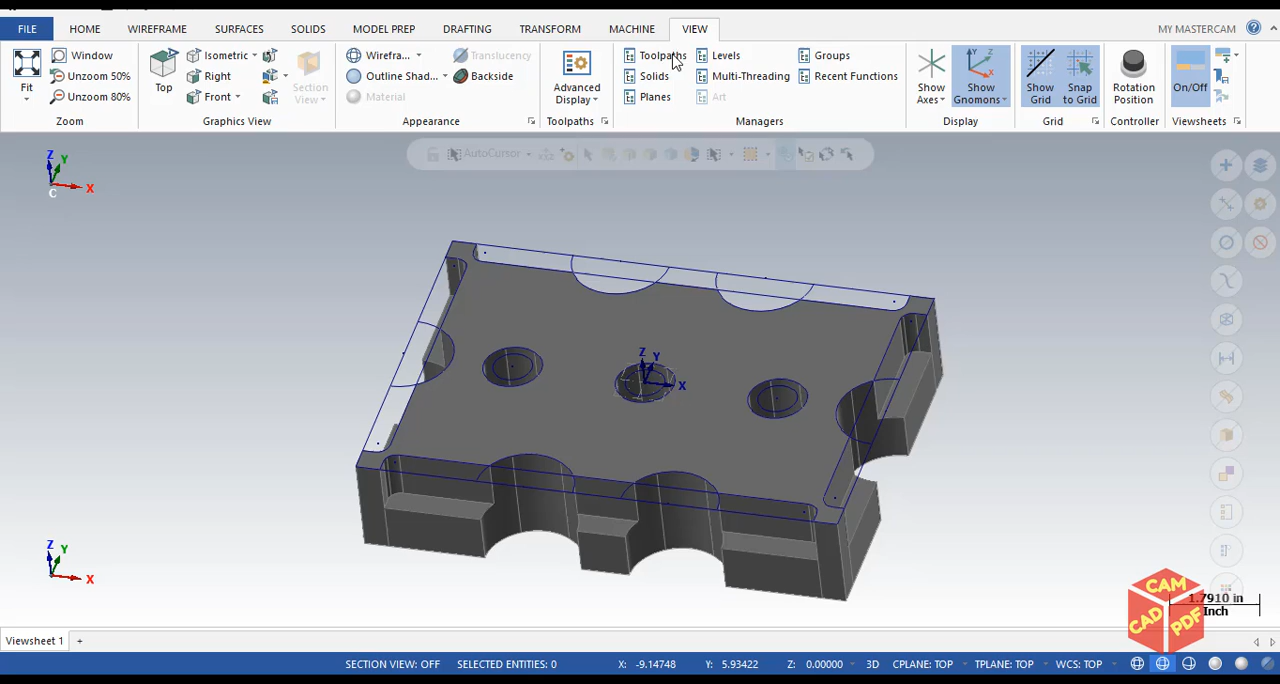 FILE HOME WIREFRAME SURFACES SOLIDS MODEL PREP DRAFTING TRANSFORM MACHINE VIEW MY MASTERCAM
Fit
Window
Unzoom 50%
Unzoom 80%
Zoom
Top
Isometric
Right
Front
Section View
Graphics View
Wirefra...
Outline Sha...
Material
Translucency
Backsi
Appearance
Advanced Display
Toolpaths
Toolpaths
Solids
Planes
Levels
Multi-Threading
Art
Groups
Recent Functions
Managers
Show Axes
Show Gnomons
Display
Show Grid
Snap to Grid
Grid
Rotation Position
Controller
On/Off
Viewsheets
AutoCursor
Z Y X
C
Z Y X
Z Y X
CAM
CAD
PDF
1.7910 in
Inch
Viewsheet 1 +
SECTION VIEW: OFF SELECTED ENTITIES: 0 X: -9.14748 Y: 5.93422 Z: 0.00000 3D CPLANE: TOP TPLANE: TOP WCS: TOP